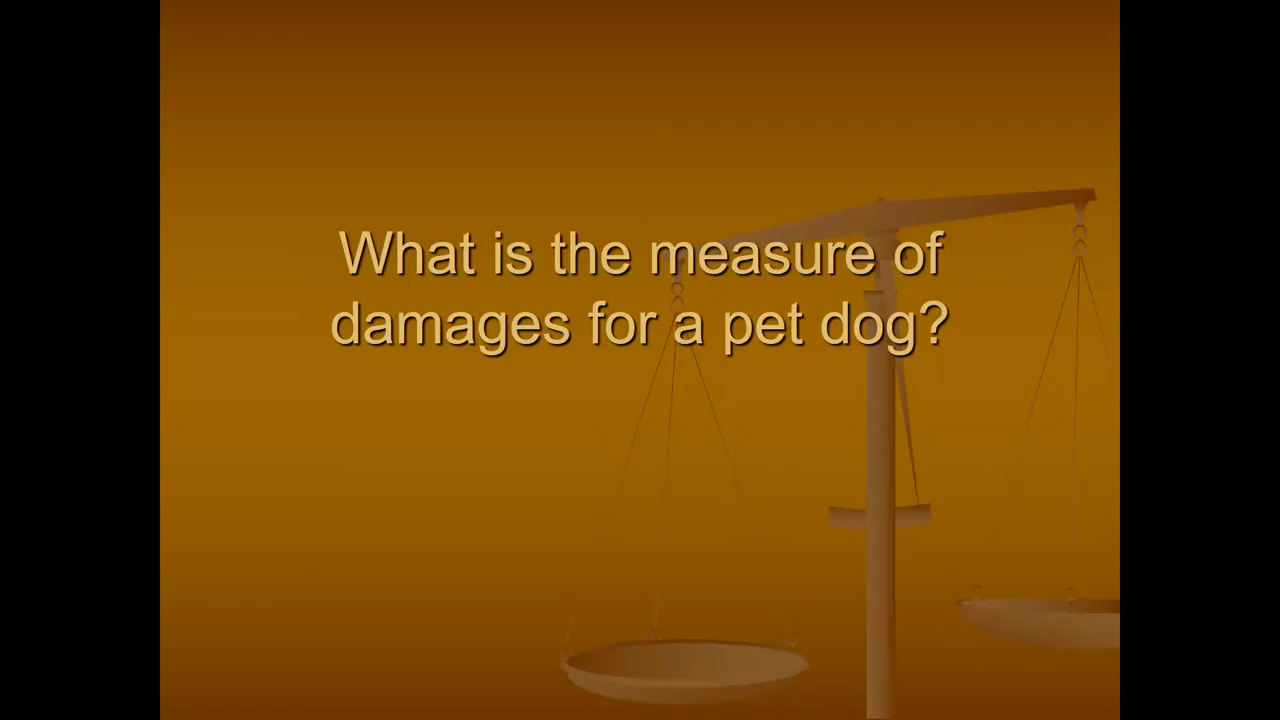 What is the measure of
damages for a pet dog?